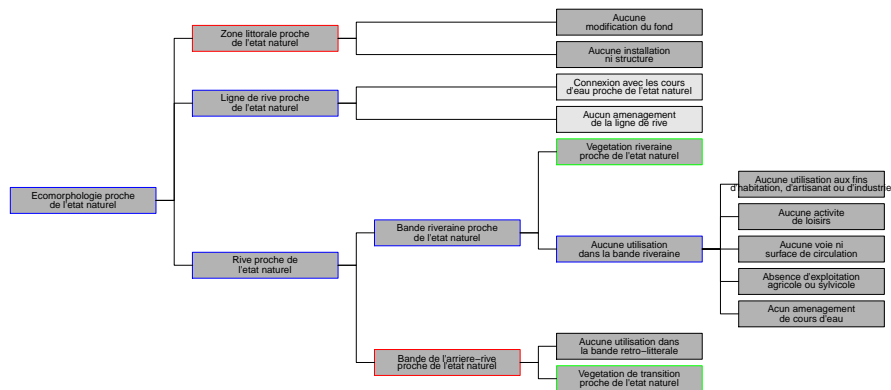 Zone littorale proche
de l'etat naturel
Aucune
modification du fond
Aucune installation
ni structure
Ligne de rive proche
de l'etat naturel
Connexion avec les cours
d'eau proche de l'etat naturel
Aucun amenagement
de la ligne de rive
Ecomorphologie proche
de l'etat naturel
Rive proche de
l'etat naturel
Bande riveraine proche
de l'etat naturel
Vegetation riveraine
proche de l'etat naturel
Aucune utilisation
dans la bande riveraine
Aucune utilisation aux fins
d'habitation, d'artisanat ou d'industrie
Aucune activite
de loisirs
Aucune voie ni
surface de circulation
Absence d'exploitation
agricole ou sylvicole
Acun amenagement
de cours d'eau
Bande de l'arriere−rive
proche de l'etat naturel
Aucune utilisation dans
la bande retro−litterale
Vegetation de transition
proche de l'etat naturel